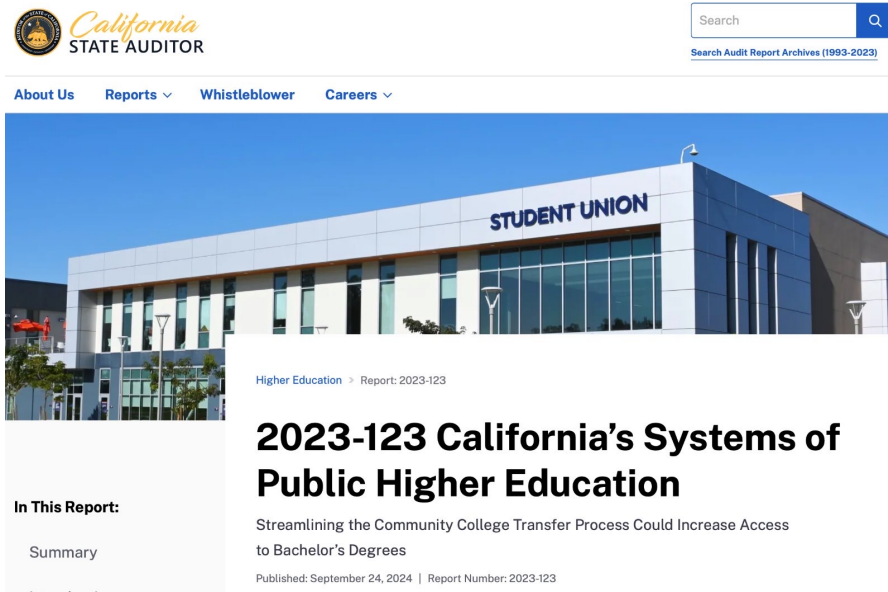 California
STATE AUDITOR
Search
Search Audit Report Archives (1993-2023)
About Us
Reports
Whistleblower
Careers
STUDENT UNION
Higher Education > Report: 2023-123
2023-123 California’s Systems of
Public Higher Education
Streamlining the Community College Transfer Process Could Increase Access
to Bachelor’s Degrees
Published: September 24, 2024 | Report Number: 2023-123
In This Report:
Summary